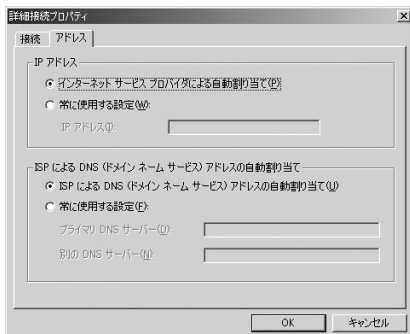 詳細接続プロパティ
接続 アドレス
IP アドレス
インターネット サービス プロバイダによる自動割り当て(P)
常に使用する設定(W):
IP アドレス(I):
ISP による DNS (ドメイン ネーム サービス) アドレスの自動割り当て
ISP による DNS (ドメイン ネーム サービス) アドレスの自動割り当て(U)
常に使用する設定(F):
プライマリ DNS サーバー(D):
別の DNS サーバー(N):
OK キャンセル